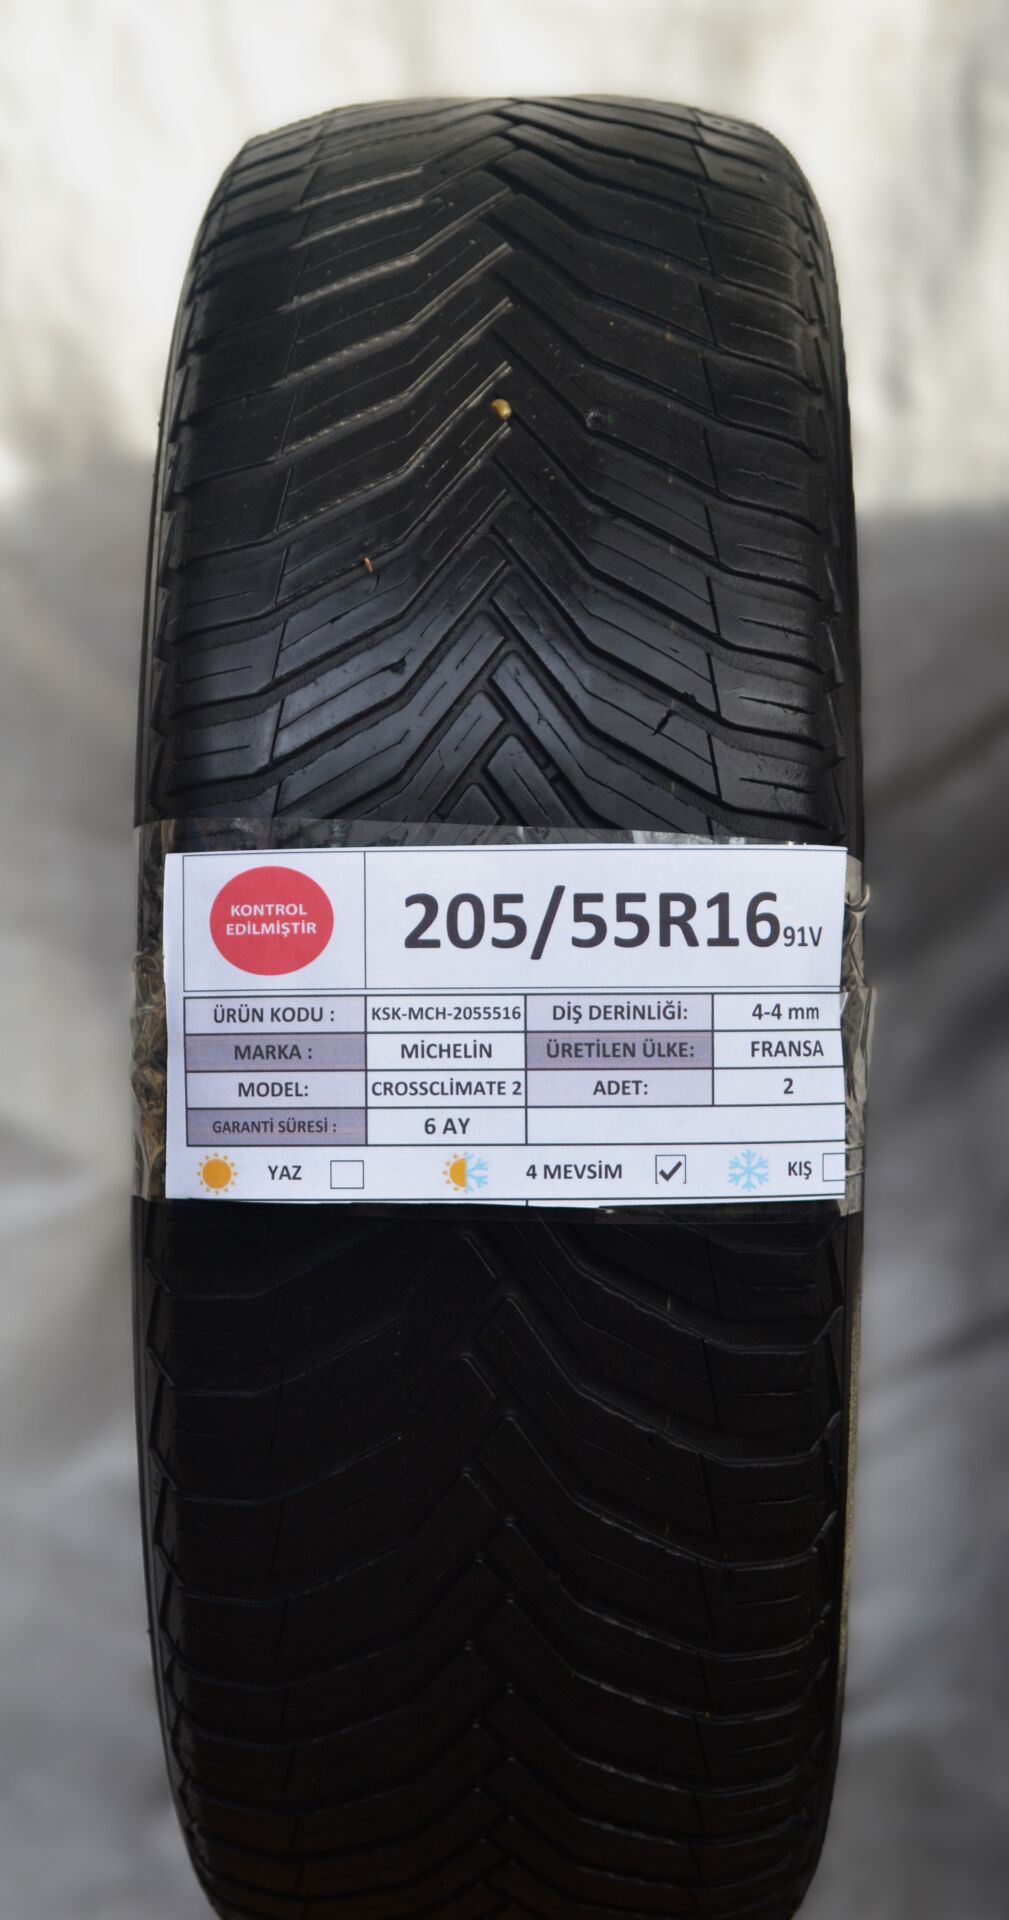 KONTROL
EDİLMİŞTİR
205/55R16 91V
ÜRÜN KODU : KSK-MCH-2055516 DİŞ DERİNLİĞİ: 4-4 mm
MARKA : MİCHELİN ÜRETİLEN ÜLKE: FRANSA
MODEL: CROSSCLİMATE 2 ADET: 2
GARANTİ SÜRESİ : 6 AY
YAZ 4 MEVSİM KIŞ